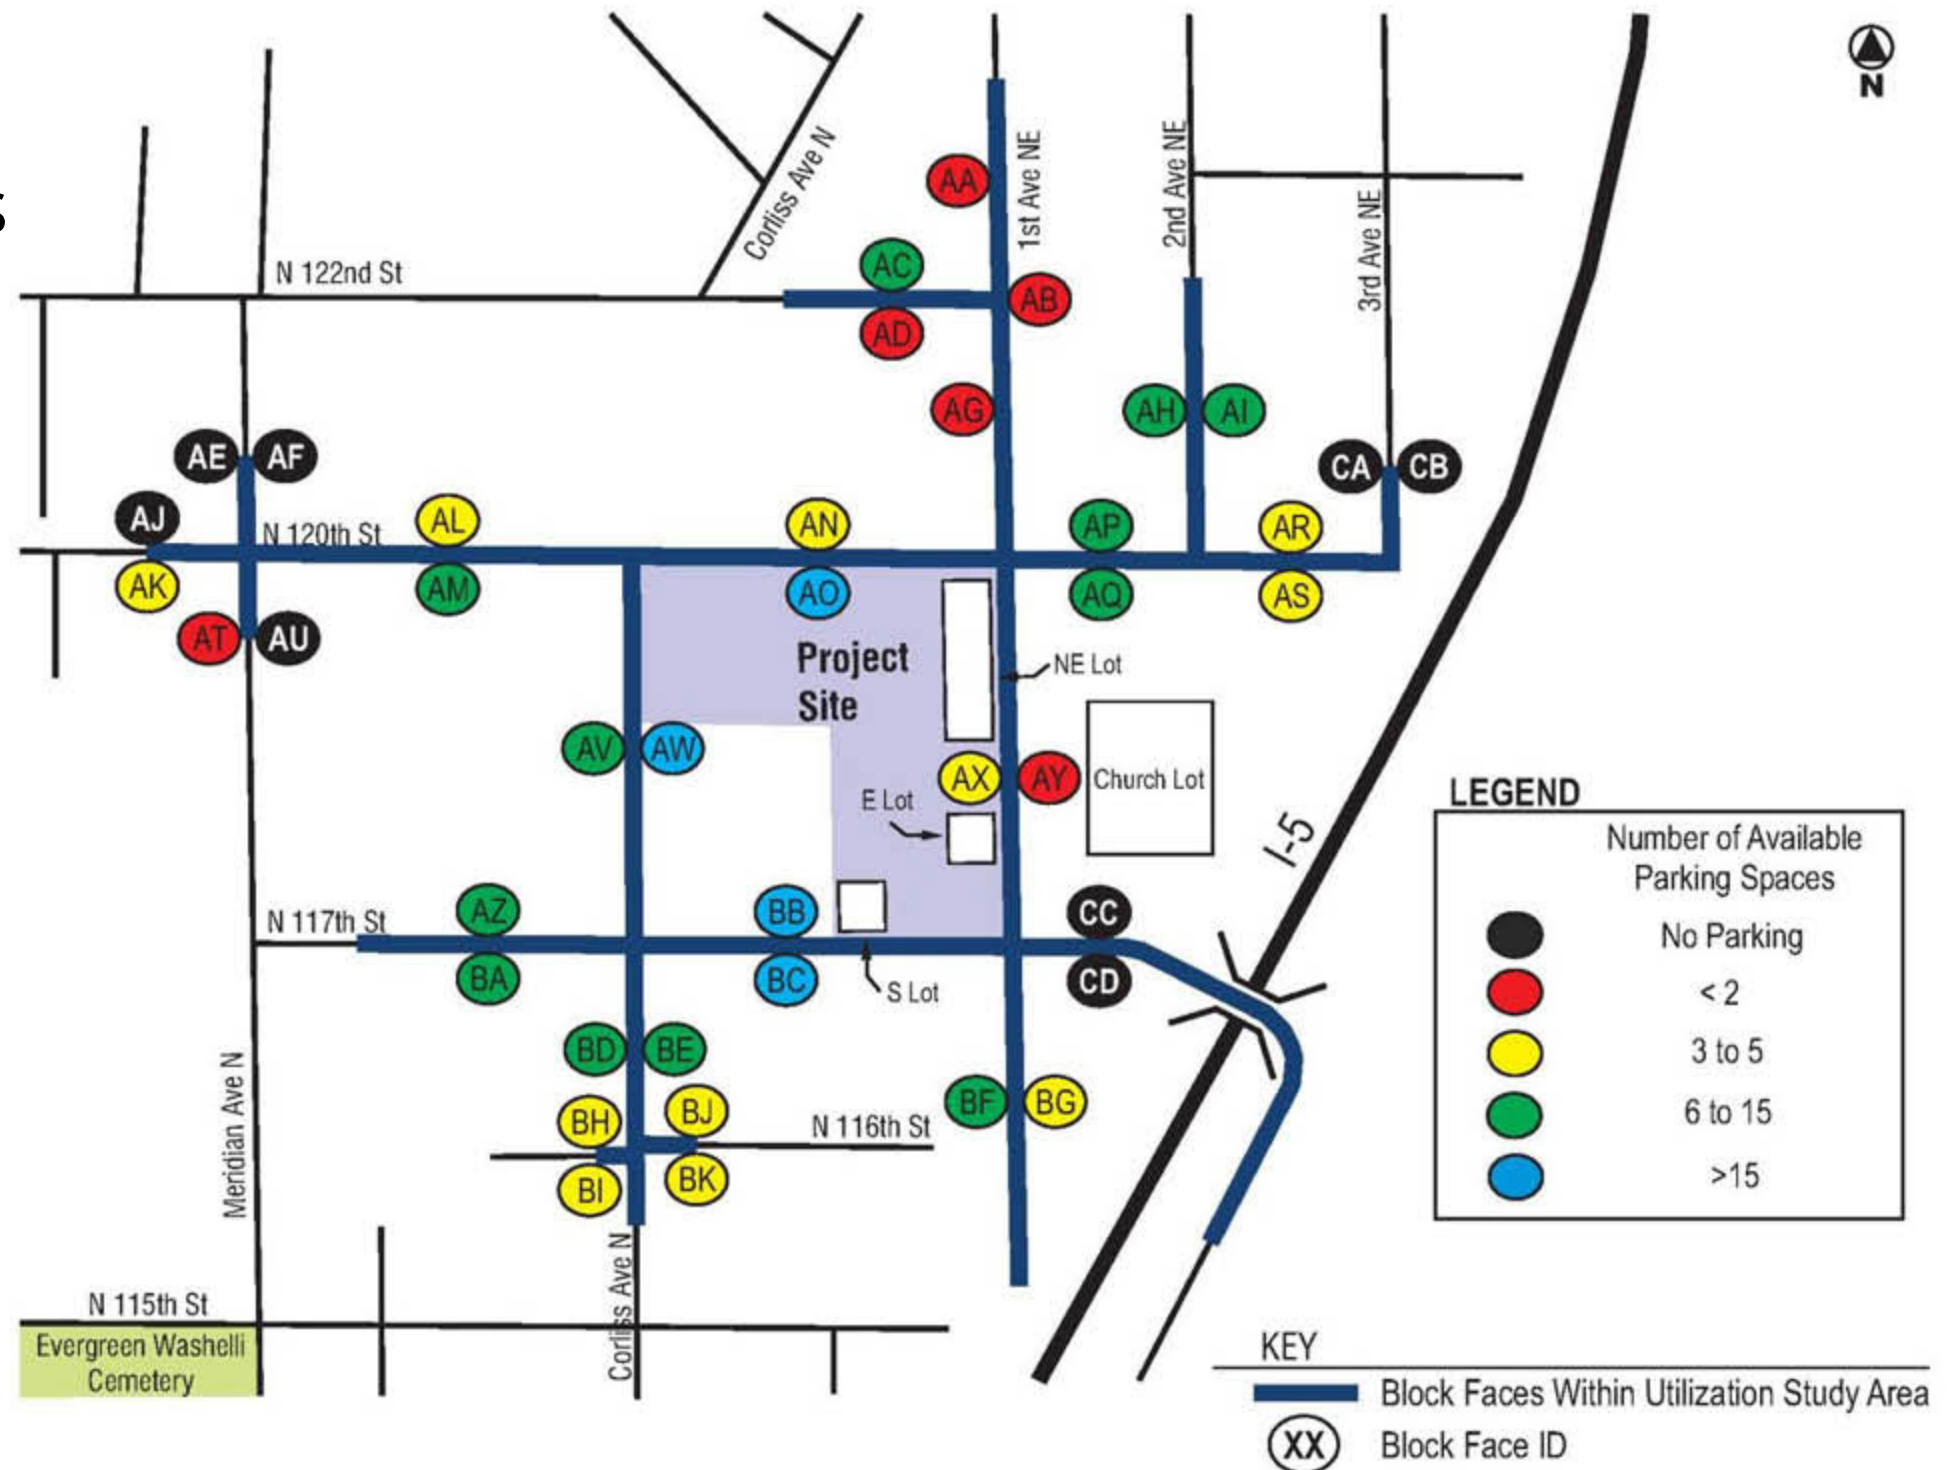 S
N
Corliss Ave N
1st Ave NE
2nd Ave NE
3rd Ave NE
AA
N 122nd St
AC
AB
AD
AG
AH
AI
AE
AF
CA
CB
AJ
AL
AN
AP
AR
N 120th St
AK
AM
AO
AQ
AS
AT
AU
Project
Site
NE Lot
AV
AW
AX
AY
Church Lot
E Lot
I-5
LEGEND
Number of Available
Parking Spaces
No Parking
< 2
3 to 5
6 to 15
>15
AZ
BB
CC
N 117th St
BA
BC
CD
S Lot
BD
BE
BF
BG
BH
BJ
N 116th St
BI
BK
Meridian Ave N
Corliss Ave N
N 115th St
Evergreen Washelli
Cemetery
KEY
Block Faces Within Utilization Study Area
XX
Block Face ID